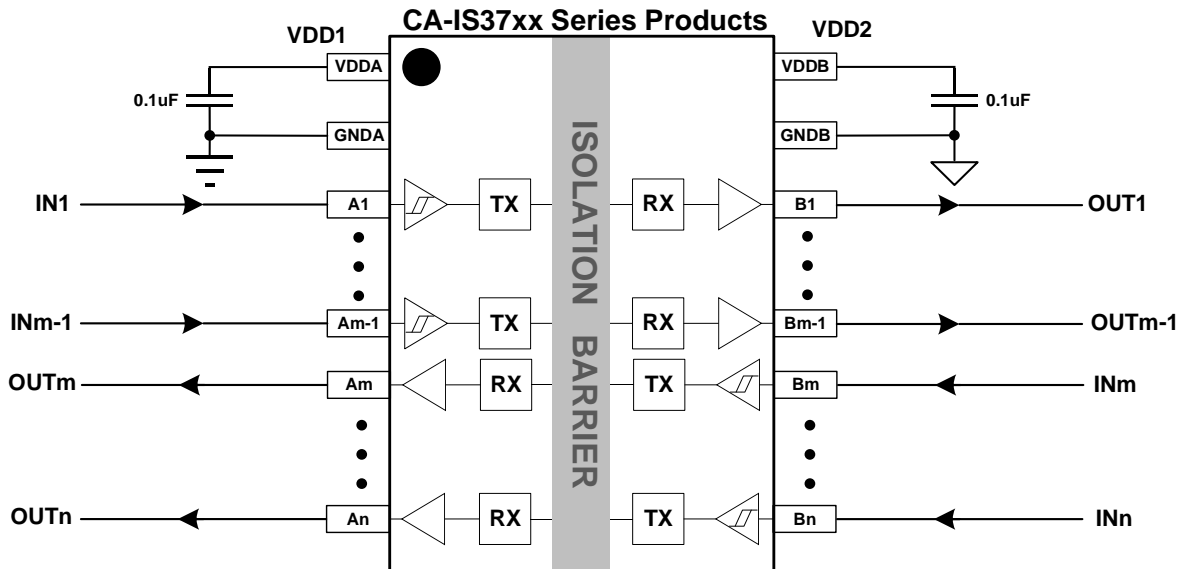 CA-IS37xx Series Products
VDD1
VDD2
VDDA
VDDB
0.1uF
0.1uF
GNDA
GNDB
ISOLATION BARRIER
IN1
A1
TX
RX
B1
OUT1
INm-1
Am-1
TX
RX
Bm-1
OUTm-1
OUTm
Am
RX
TX
Bm
INm
OUTn
An
RX
TX
Bn
INn